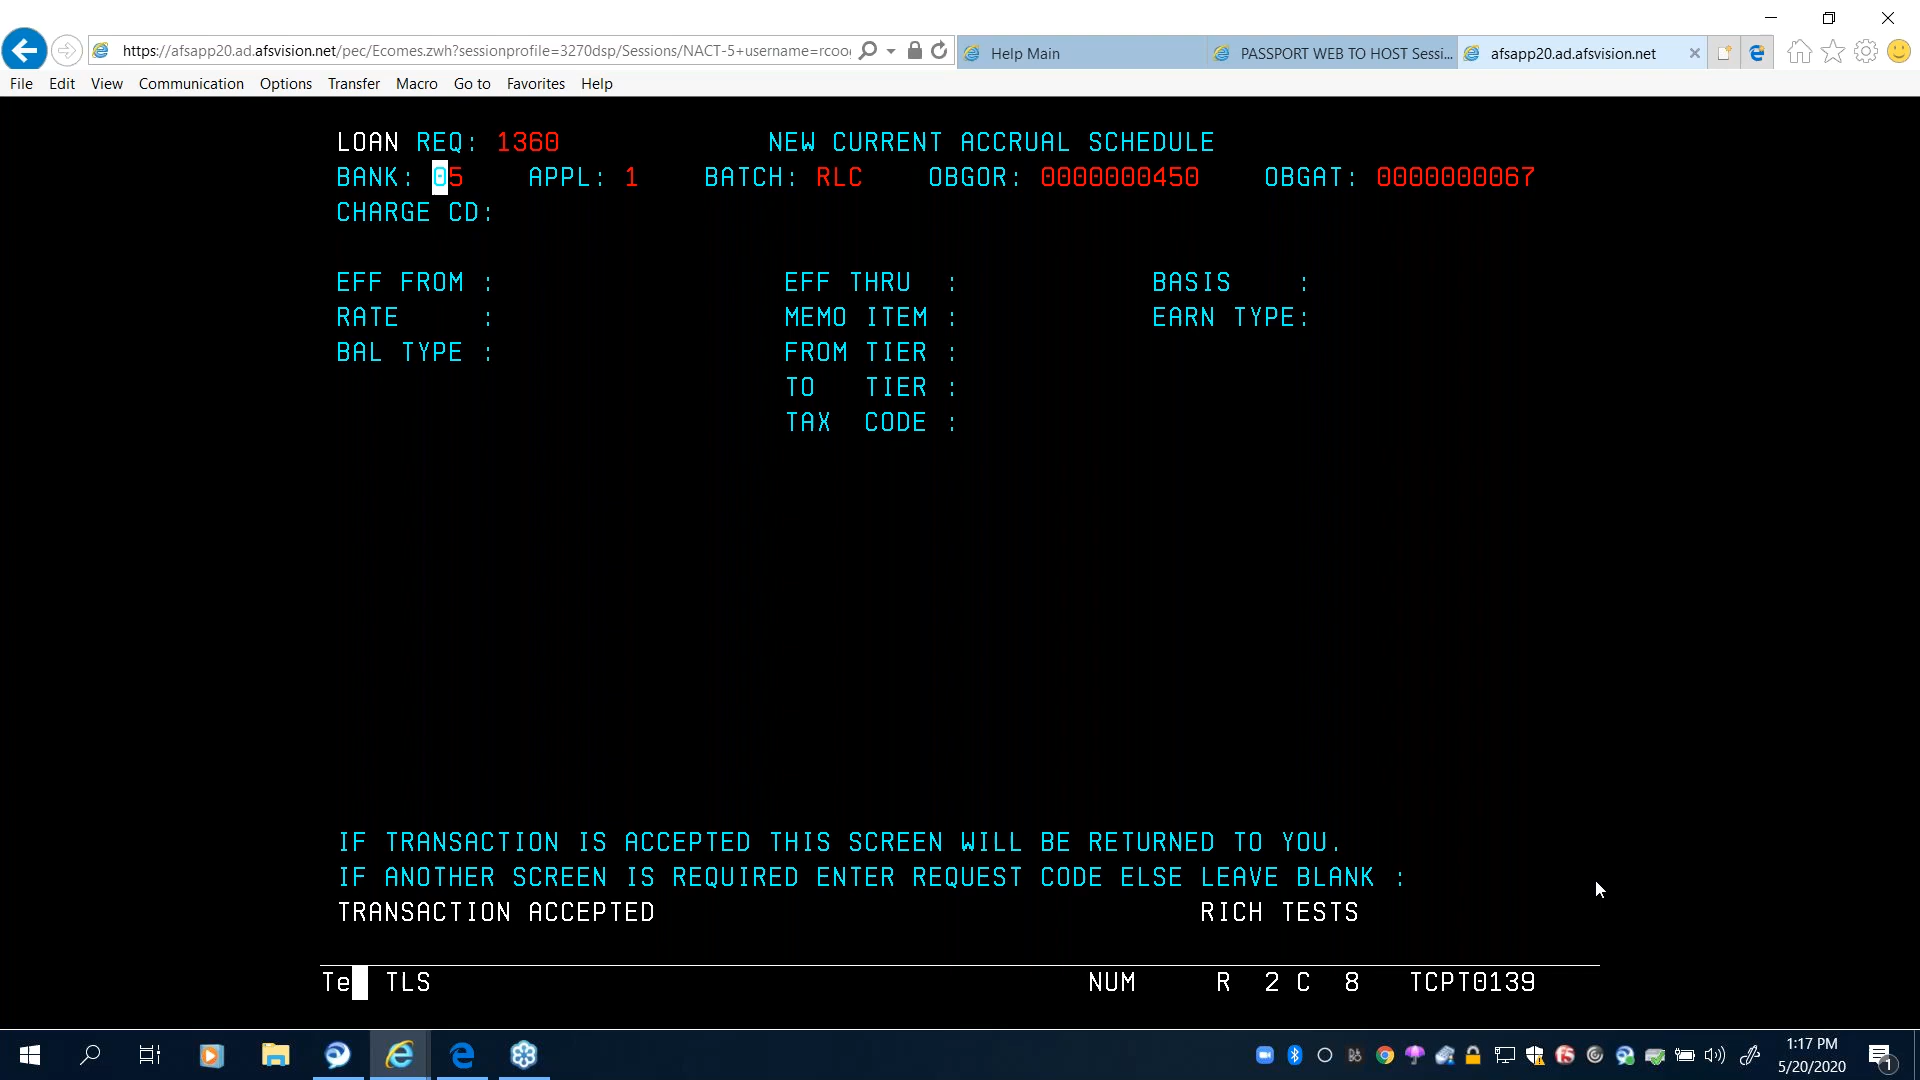 https://afsapp20.ad.afsvision.net/pec/Ecomes.zwh?sessionprofile=3270dsp/Sessions/NACT-5+username=rcoo
Help Main
PASSPORT WEB TO HOST Sessi...
afsapp20.ad.afsvision.net
File Edit View Communication Options Transfer Macro Go to Favorites Help
LOAN REQ: 1360 NEW CURRENT ACCRUAL SCHEDULE
BANK: 05 APPL: 1 BATCH: RLC OBGOR: 0000000450 OBGAT: 0000000067
CHARGE CD:
EFF FROM : EFF THRU : BASIS :
RATE : MEMO ITEM : EARN TYPE:
BAL TYPE : FROM TIER :
TO TIER :
TAX CODE :
IF TRANSACTION IS ACCEPTED THIS SCREEN WILL BE RETURNED TO YOU.
IF ANOTHER SCREEN IS REQUIRED ENTER REQUEST CODE ELSE LEAVE BLANK :
TRANSACTION ACCEPTED RICH TESTS
Te TLS NUM R 2 C 8 TCPT0139
1:17 PM
5/20/2020
1